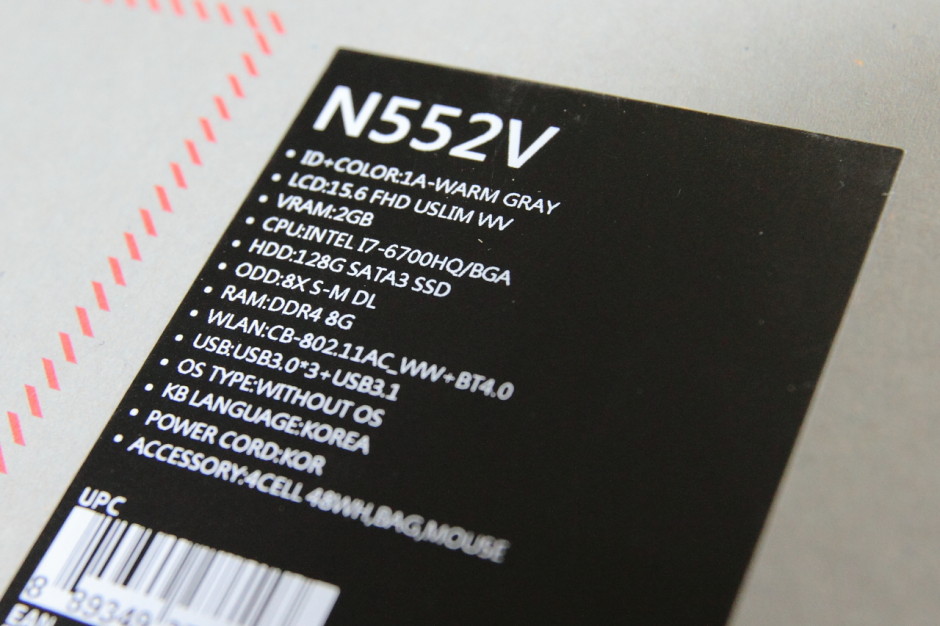 N552V
• ID+COLOR:1A-WARM GRAY
• LCD:15.6 FHD USLIM WV
• VRAM:2GB
• CPU:INTEL I7-6700HQ/BGA
• HDD:128G SATA3 SSD
• ODD:8X S-M DL
• RAM:DDR4 8G
• WLAN:CB-802.11AC_WW+BT4.0
• USB:USB3.0*3+USB3.1
• OS TYPE:WITHOUT OS
• KB LANGUAGE:KOREA
• POWER CORD:KOR
• ACCESSORY:4CELL 48WH,BAG,MOUSE
UPC
8 89349
EAN